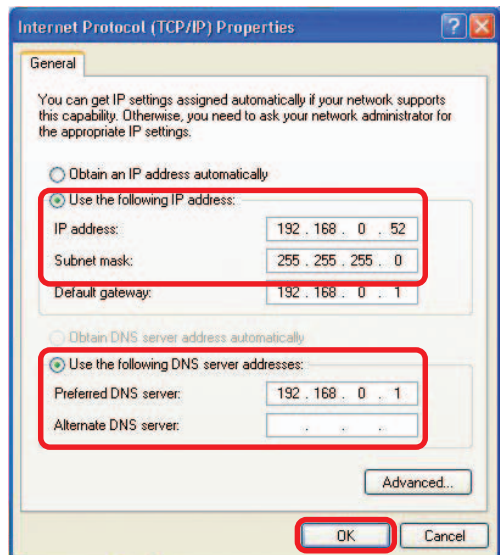 Internet Protocol (TCP/IP) Properties
General
You can get IP settings assigned automatically if your network supports
this capability. Otherwise, you need to ask your network administrator for
the appropriate IP settings.
Obtain an IP address automatically
Use the following IP address:
IP address: 192 . 168 . 0 . 52
Subnet mask: 255 . 255 . 255 . 0
Default gateway: 192 . 168 . 0 . 1
Obtain DNS server address automatically
Use the following DNS server addresses:
Preferred DNS server: 192 . 168 . 0 . 1
Alternate DNS server: . . .
Advanced...
OK Cancel